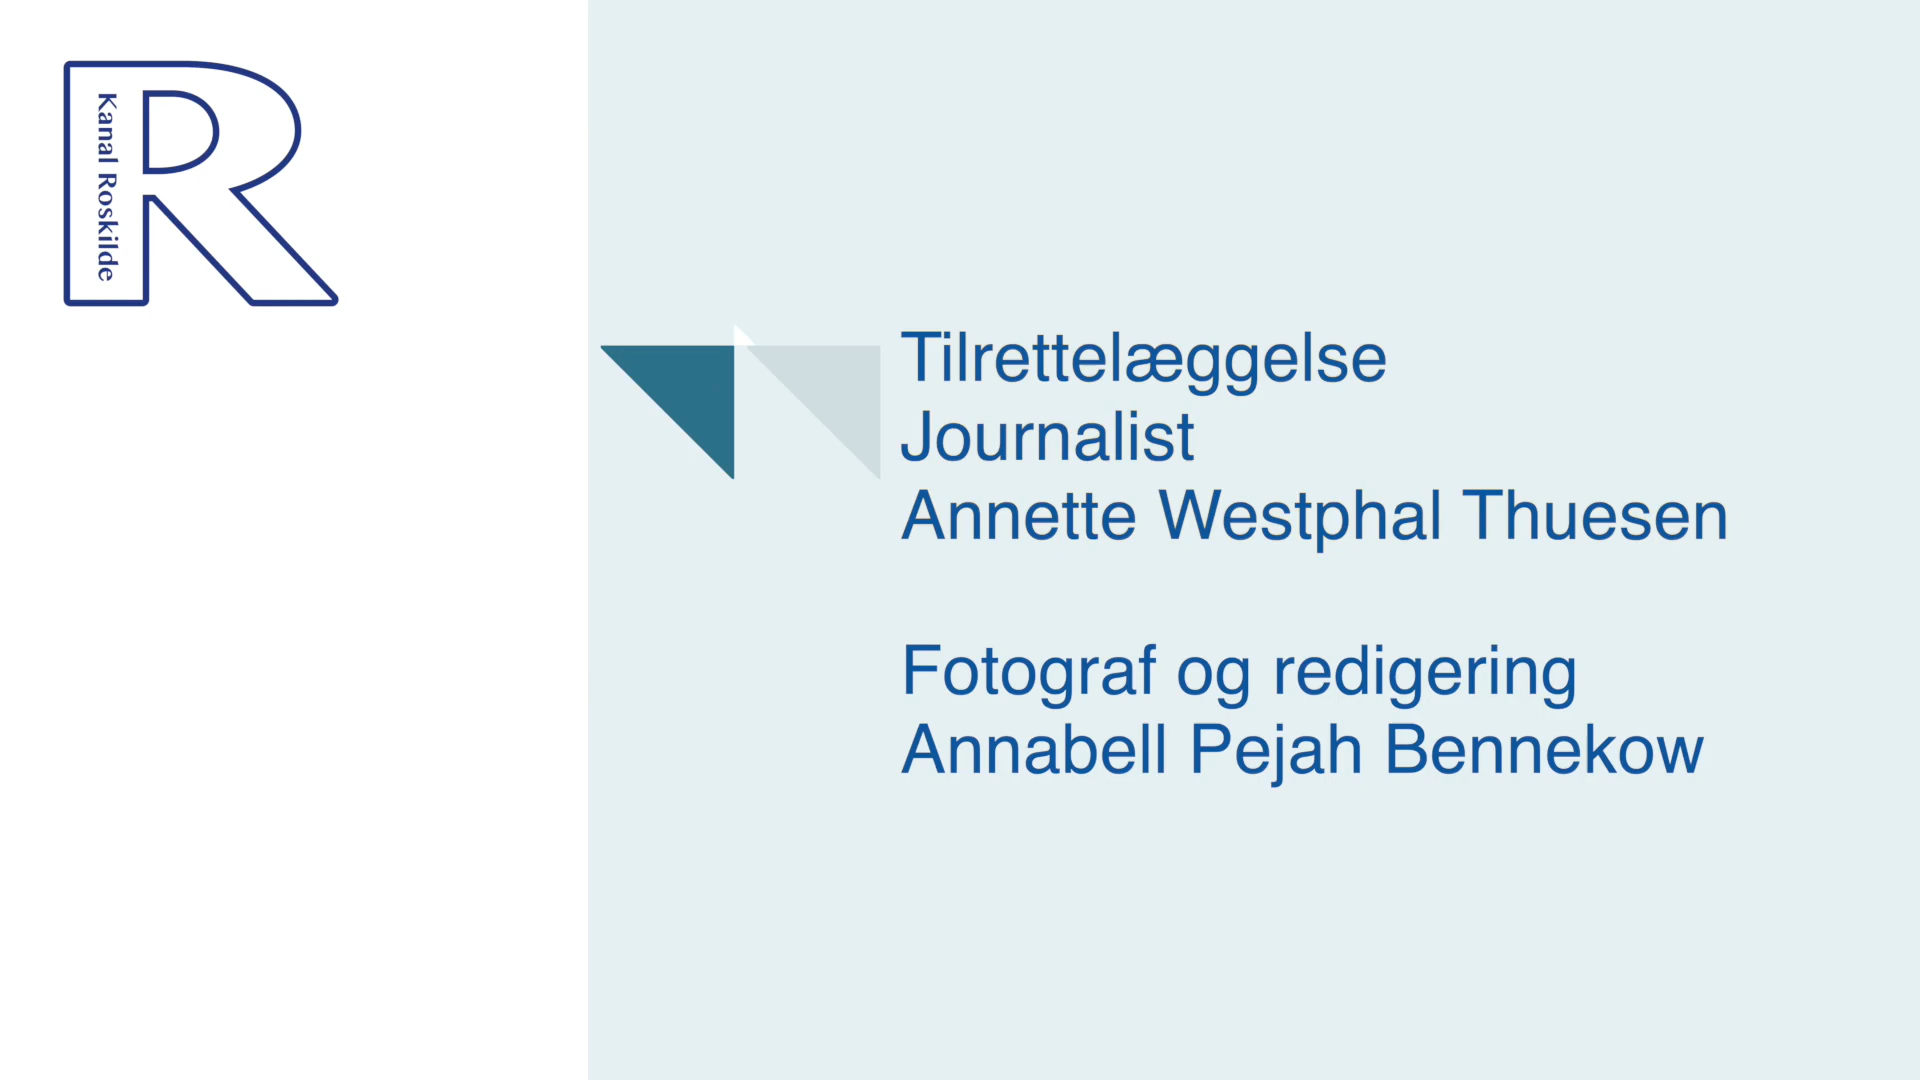 Kanal Roskilde
Tilrettelæggelse
Journalist
Annette Westphal Thuesen
Fotograf og redigering
Annabell Pejah Bennekow